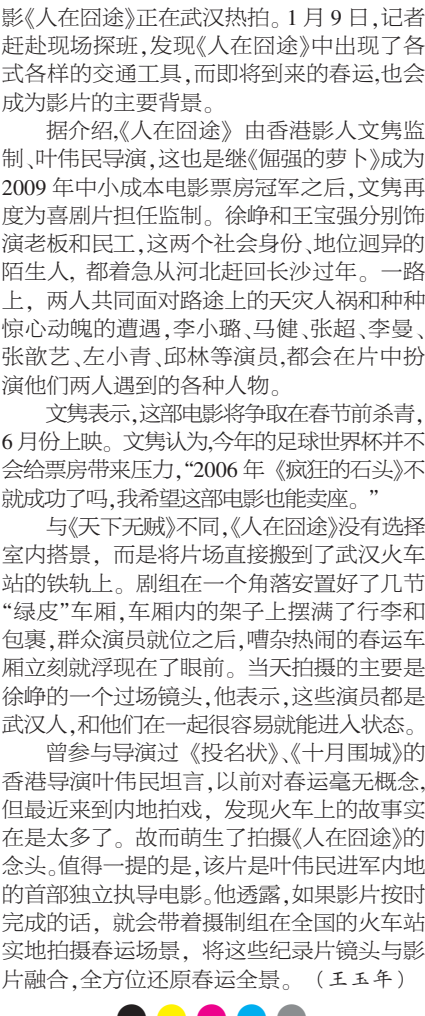 影《人在囧途》正在武汉热拍。1 月 9 日,记者
赶赴现场探班,发现《人在囧途》中出现了各
式各样的交通工具,而即将到来的春运,也会
成为影片的主要背景。
据介绍,《人在囧途》由香港影人文隽监
制、叶伟民导演,这也是继《倔强的萝卜》成为
2009 年中小成本电影票房冠军之后,文隽再
度为喜剧片担任监制。徐峥和王宝强分别饰
演老板和民工,这两个社会身份、地位迥异的
陌生人,都着急从河北赶回长沙过年。一路
上,两人共同面对路途上的天灾人祸和种种
惊心动魄的遭遇,李小璐、马健、张超、李曼、
张歆艺、左小青、邱林等演员,都会在片中扮
演他们两人遇到的各种人物。
文隽表示,这部电影将争取在春节前杀青,
6 月份上映。文隽认为,今年的足球世界杯并不
会给票房带来压力,“2006 年《疯狂的石头》不
就成功了吗,我希望这部电影也能卖座。”
与《天下无贼》不同,《人在囧途》没有选择
室内搭景,而是将片场直接搬到了武汉火车
站的铁轨上。剧组在一个角落安置好了几节
“绿皮”车厢,车厢内的架子上摆满了行李和
包裹,群众演员就位之后,嘈杂热闹的春运车
厢立刻就浮现在了眼前。当天拍摄的主要是
徐峥的一个过场镜头,他表示,这些演员都是
武汉人,和他们在一起很容易就能进入状态。
曾参与导演过《投名状》、《十月围城》的
香港导演叶伟民坦言,以前对春运毫无概念,
但最近来到内地拍戏,发现火车上的故事实
在是太多了。故而萌生了拍摄《人在囧途》的
念头。值得一提的是,该片是叶伟民进军内地
的首部独立执导电影。他透露,如果影片按时
完成的话,就会带着摄制组在全国的火车站
实地拍摄春运场景,将这些纪录片镜头与影
片融合,全方位还原春运全景。(王玉年)